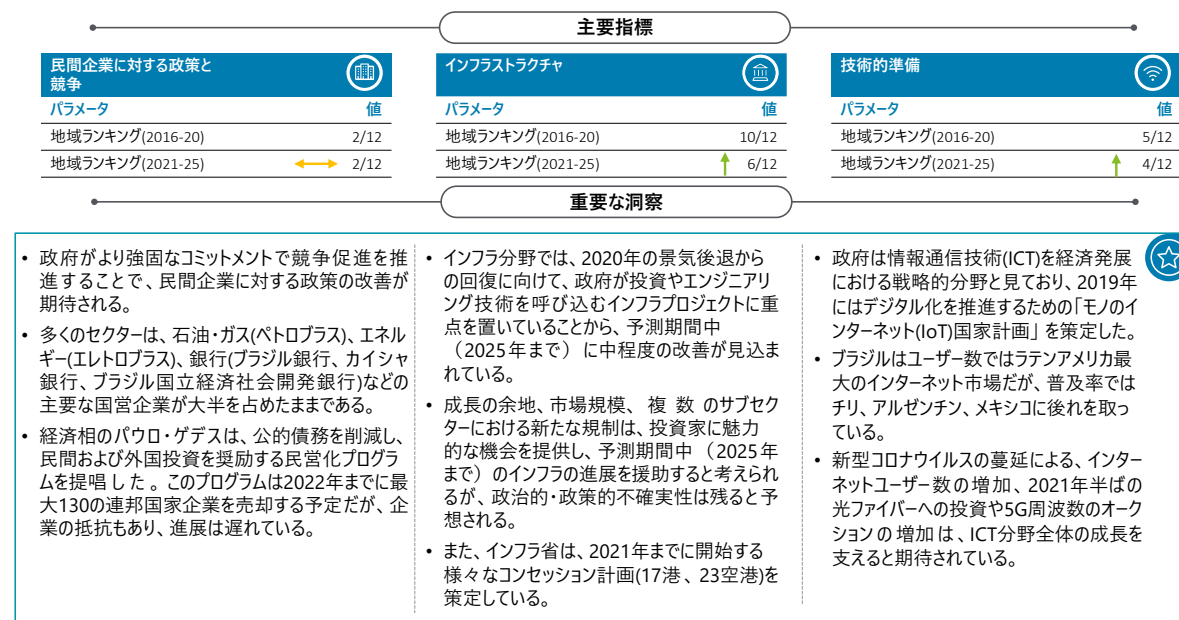 主要指標
民間企業に対する政策と
競争
パラメータ 値
地域ランキング(2016-20) 2/12
地域ランキング(2021-25) 2/12
インフラストラクチャ
パラメータ 値
地域ランキング(2016-20) 10/12
地域ランキング(2021-25) 6/12
技術的準備
パラメータ 値
地域ランキング(2016-20) 5/12
地域ランキング(2021-25) 4/12
重要な洞察
• 政府がより強固なコミットメントで競争促進を推
進することで、民間企業に対する政策の改善が
期待される。
• 多くのセクターは、石油・ガス(ペトロブラス)、エネル
ギー(エレトロブラス)、銀行(ブラジル銀行、カイシャ
銀行、ブラジル国立経済社会開発銀行)などの
主要な国営企業が大半を占めたままである。
• 経済相のパウロ・ゲデスは、公的債務を削減し、
民間および外国投資を奨励する民営化プログラ
ムを提唱した。このプログラムは2022年までに最
大130の連邦国家企業を売却する予定だが、企
業の抵抗もあり、進展は遅れている。
• インフラ分野では、2020年の景気後退から
の回復に向けて、政府が投資やエンジニアリ
ング技術を呼び込むインフラプロジェクトに重
点を置いていることから、予測期間中
（2025年まで）に中程度の改善が見込ま
れている。
• 成長の余地、市場規模、複数のサブセク
ターにおける新たな規制は、投資家に魅力
的な機会を提供し、予測期間中（2025年
まで）のインフラの進展を援助すると考えられ
るが、政治的・政策的不確実性は残ると予
想される。
• また、インフラ省は、2021年までに開始する
様々なコンセッション計画(17港、23空港)を
策定している。
• 政府は情報通信技術(ICT)を経済発展
における戦略的分野と見ており、2019年
にはデジタル化を推進するための「モノのイ
ンターネット(IoT)国家計画」を策定した。
• ブラジルはユーザー数ではラテンアメリカ最
大のインターネット市場だが、普及率では
チリ、アルゼンチン、メキシコに後れを取っ
ている。
• 新型コロナウイルスの蔓延による、インター
ネットユーザー数の増加、2021年半ばの
光ファイバーへの投資や5G周波数のオーク
ションの増加は、ICT分野全体の成長を
支えると期待されている。